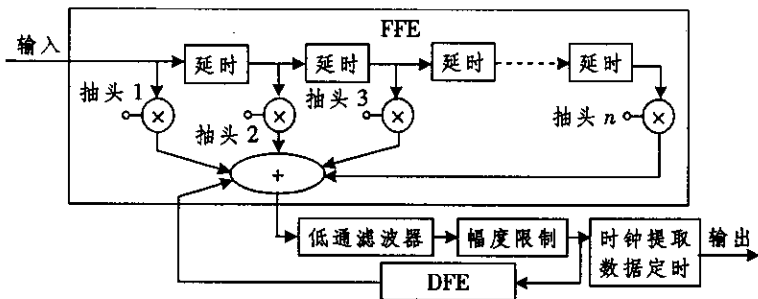 FFE
输入
延时
延时
延时
延时
抽头 1
抽头 2
抽头 3
抽头 n
×
×
×
×
+
低通滤波器
幅度限制
时钟提取
数据定时
输出
DFE